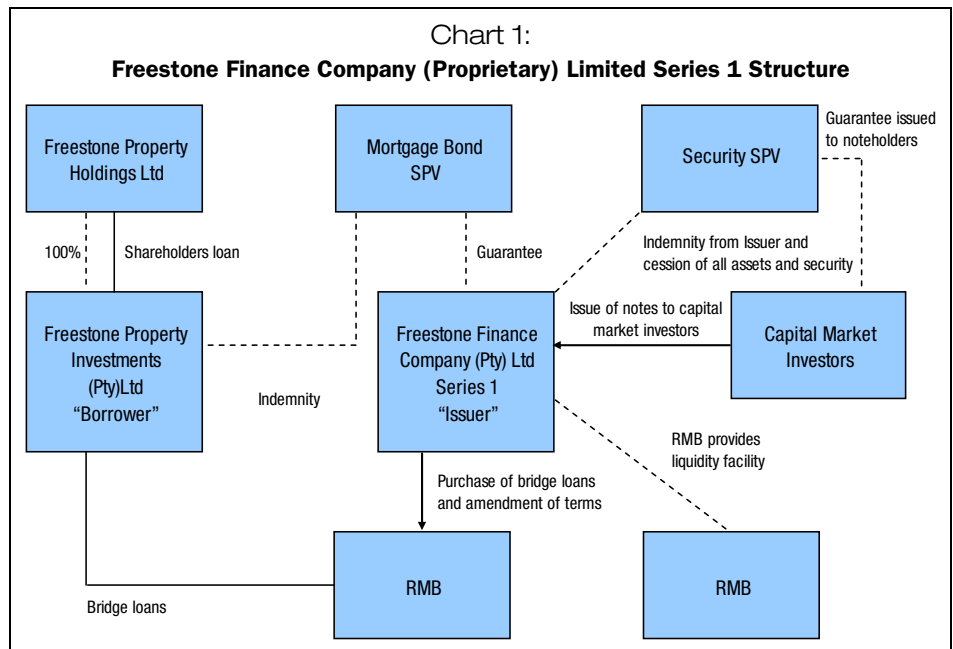 Chart 1:
Freestone Finance Company (Proprietary) Limited Series 1 Structure
Freestone Property
Holdings Ltd
Mortgage Bond
SPV
Security SPV
Guarantee issued
to noteholders
100%
Shareholders loan
Guarantee
Indemnity from Issuer and
cession of all assets and security
Freestone Property
Investments
(Pty)Ltd
“Borrower”
Indemnity
Freestone Finance
Company (Pty) Ltd
Series 1
“Issuer”
Issue of notes to capital
market investors
Capital Market
Investors
RMB provides
liquidity facility
Purchase of bridge loans
and amendment of terms
Bridge loans
RMB
RMB